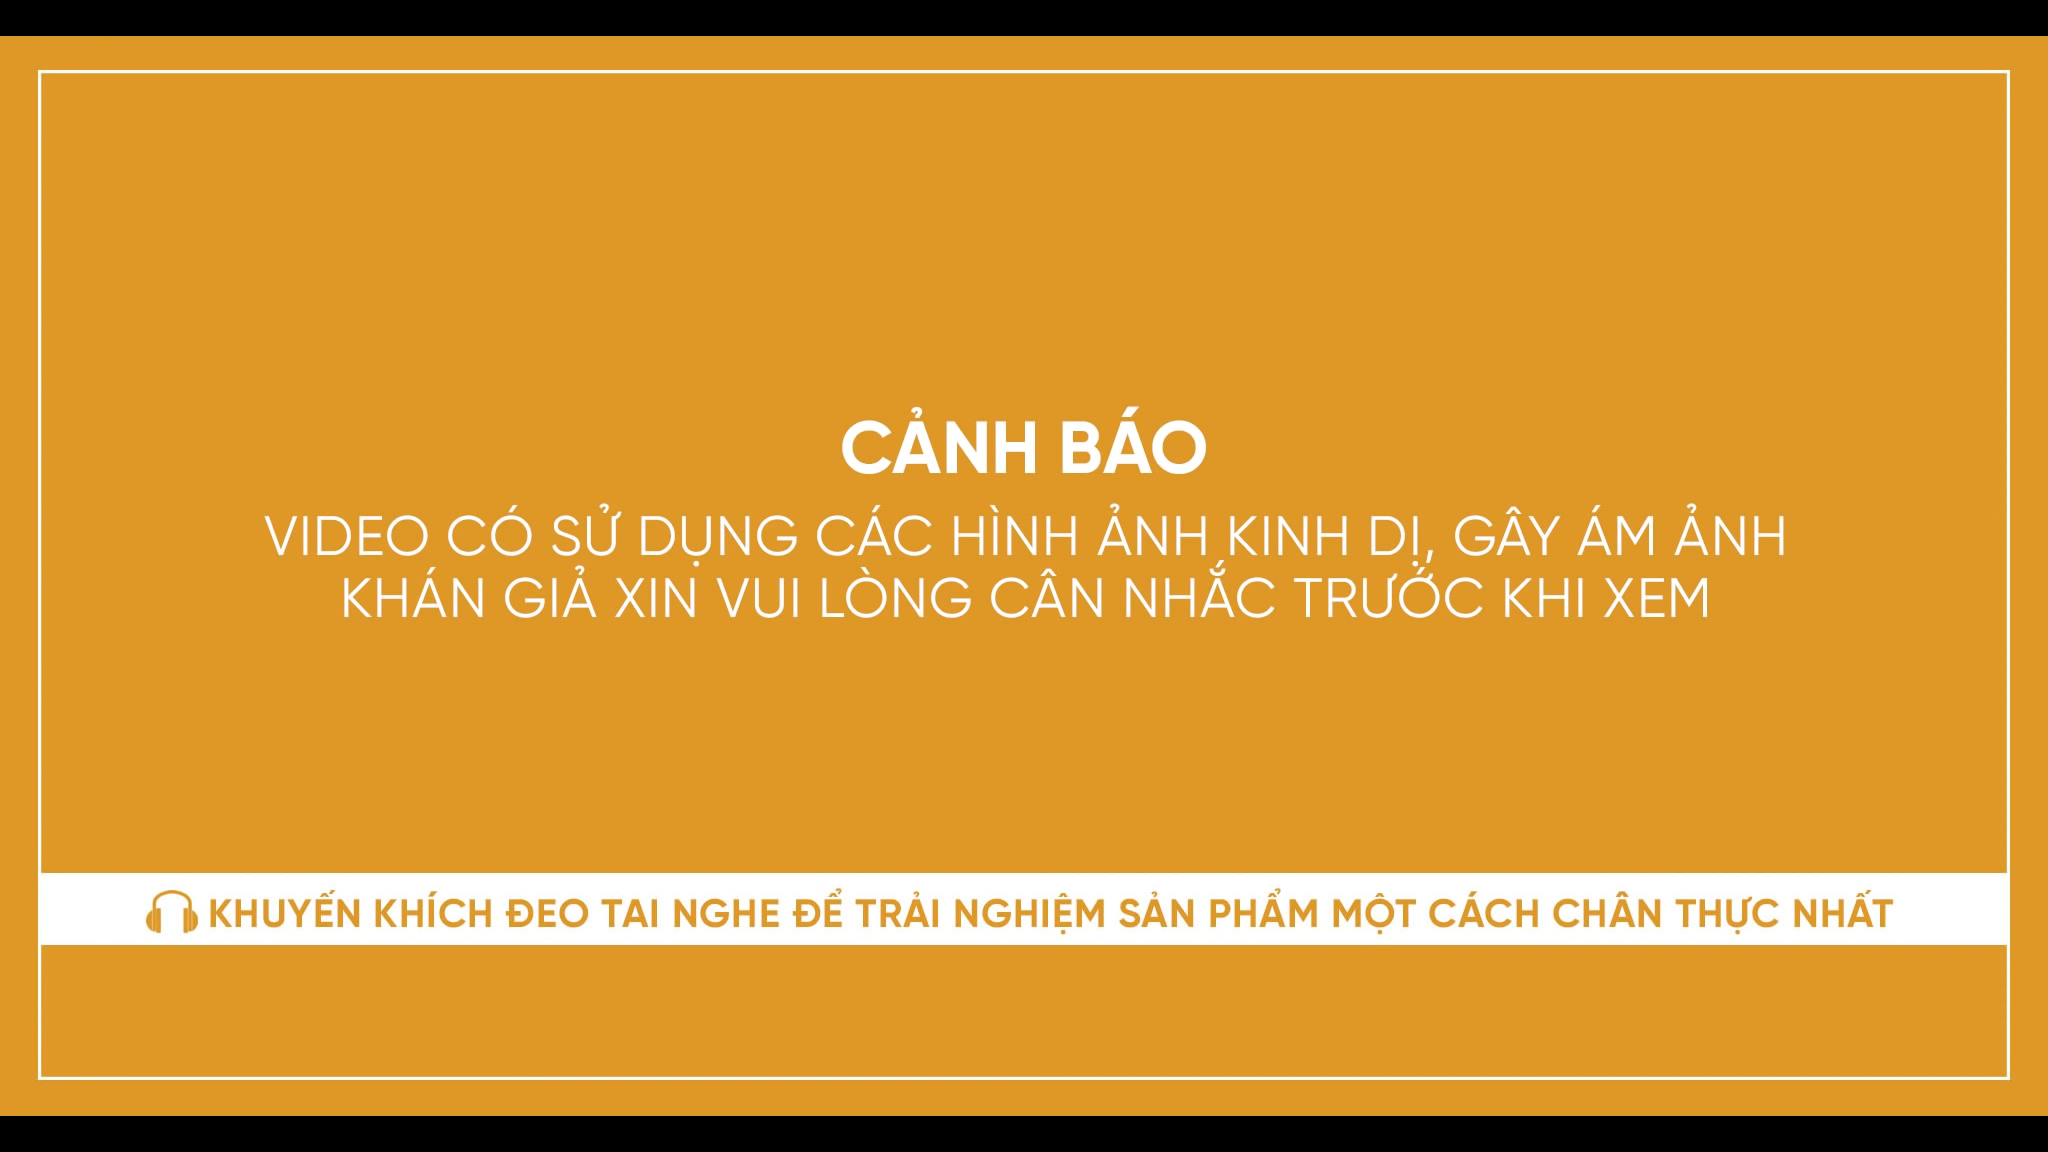 CẢNH BÁO
VIDEO CÓ SỬ DỤNG CÁC HÌNH ẢNH KINH DỊ, GÂY ÁM ẢNH
KHÁN GIẢ XIN VUI LÒNG CÂN NHẮC TRƯỚC KHI XEM
KHUYẾN KHÍCH ĐEO TAI NGHE ĐỂ TRẢI NGHIỆM SẢN PHẨM MỘT CÁCH CHÂN THỰC NHẤT